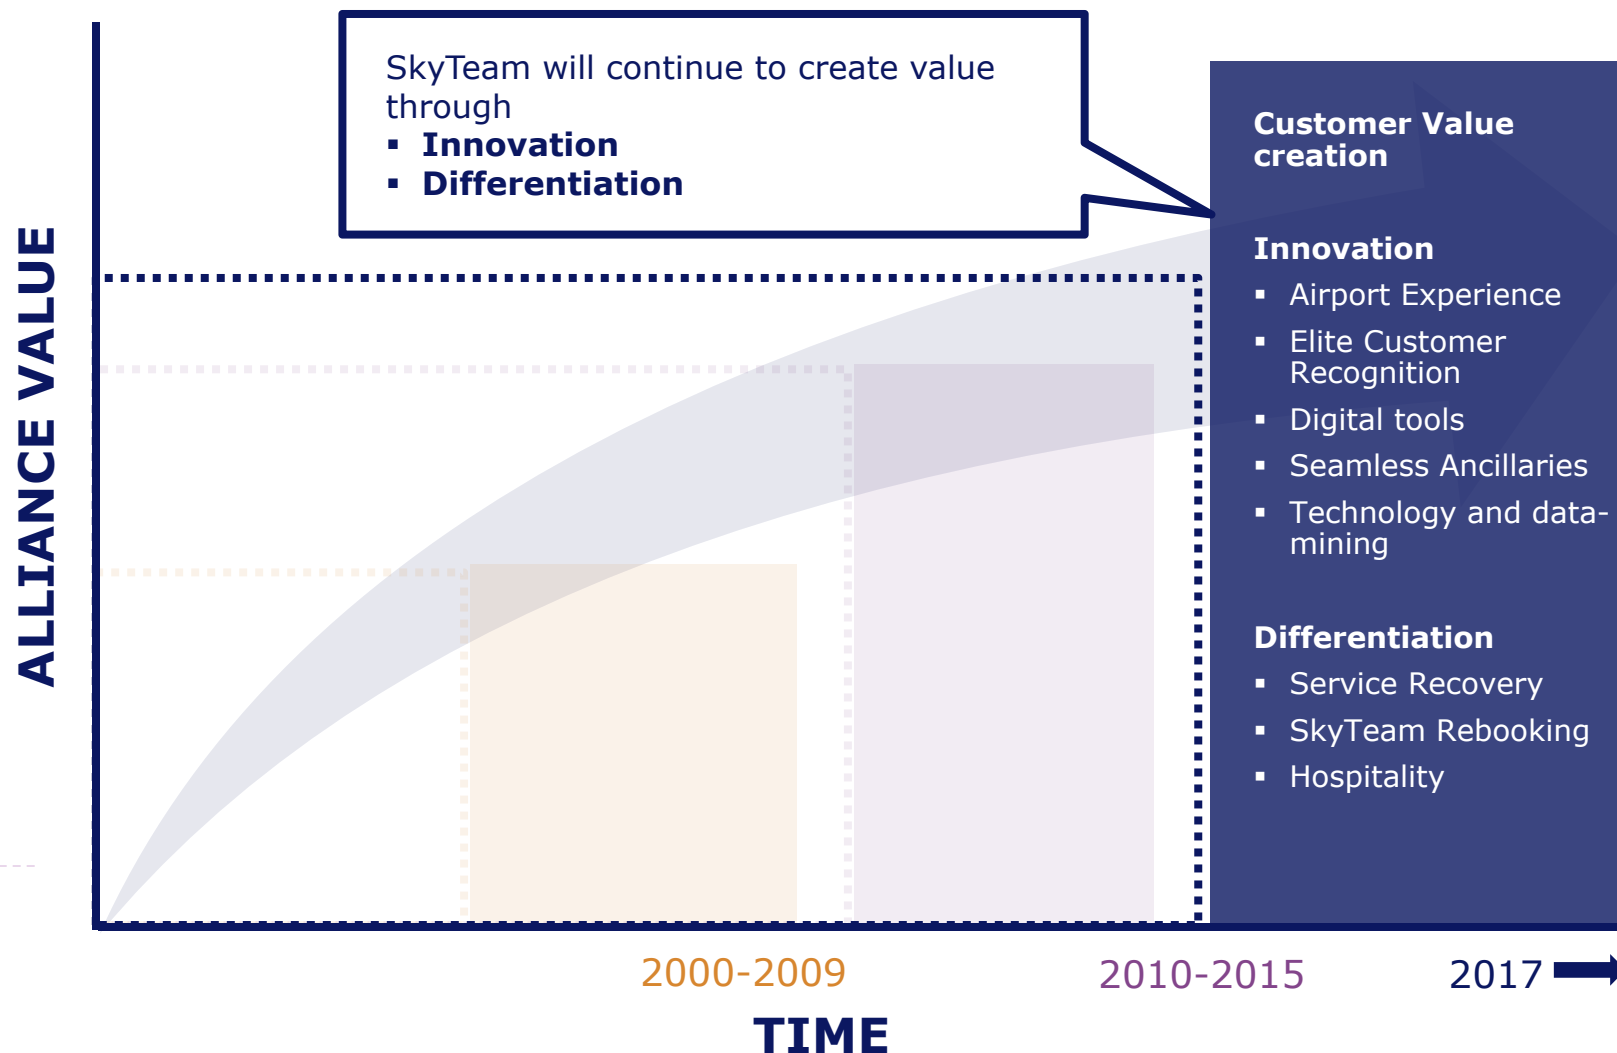 SkyTeam will continue to create value
through
▪ Innovation
▪ Differentiation
ALLIANCE VALUE
Customer Value
creation
Innovation
▪ Airport Experience
▪ Elite Customer
Recognition
▪ Digital tools
▪ Seamless Ancillaries
▪ Technology and data-
mining
Differentiation
▪ Service Recovery
▪ SkyTeam Rebooking
▪ Hospitality
2000-2009
2010-2015
2017
TIME